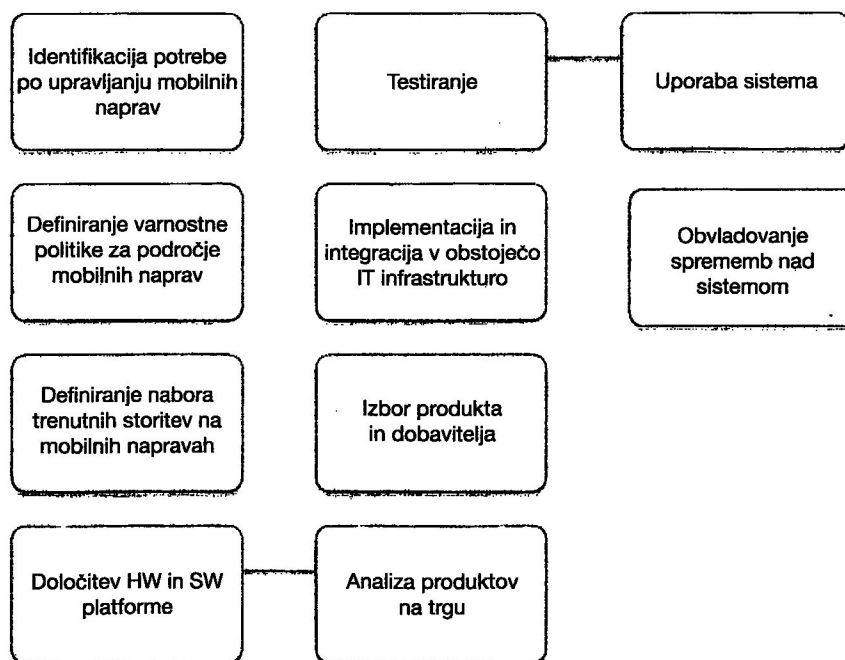 Identifikacija potrebe
po upravljanju mobilnih
naprav
Testiranje
Uporaba sistema
Definiranje varnostne
politike za področje
mobilnih naprav
Implementacija in
integracija v obstoječo
IT infrastrukturo
Obvladovanje
sprememb nad
sistemom
Definiranje nabora
trenutnih storitev na
mobilnih napravah
Izbor produkta
in dobavitelja
Določitev HW in SW
platforme
Analiza produktov
na trgu